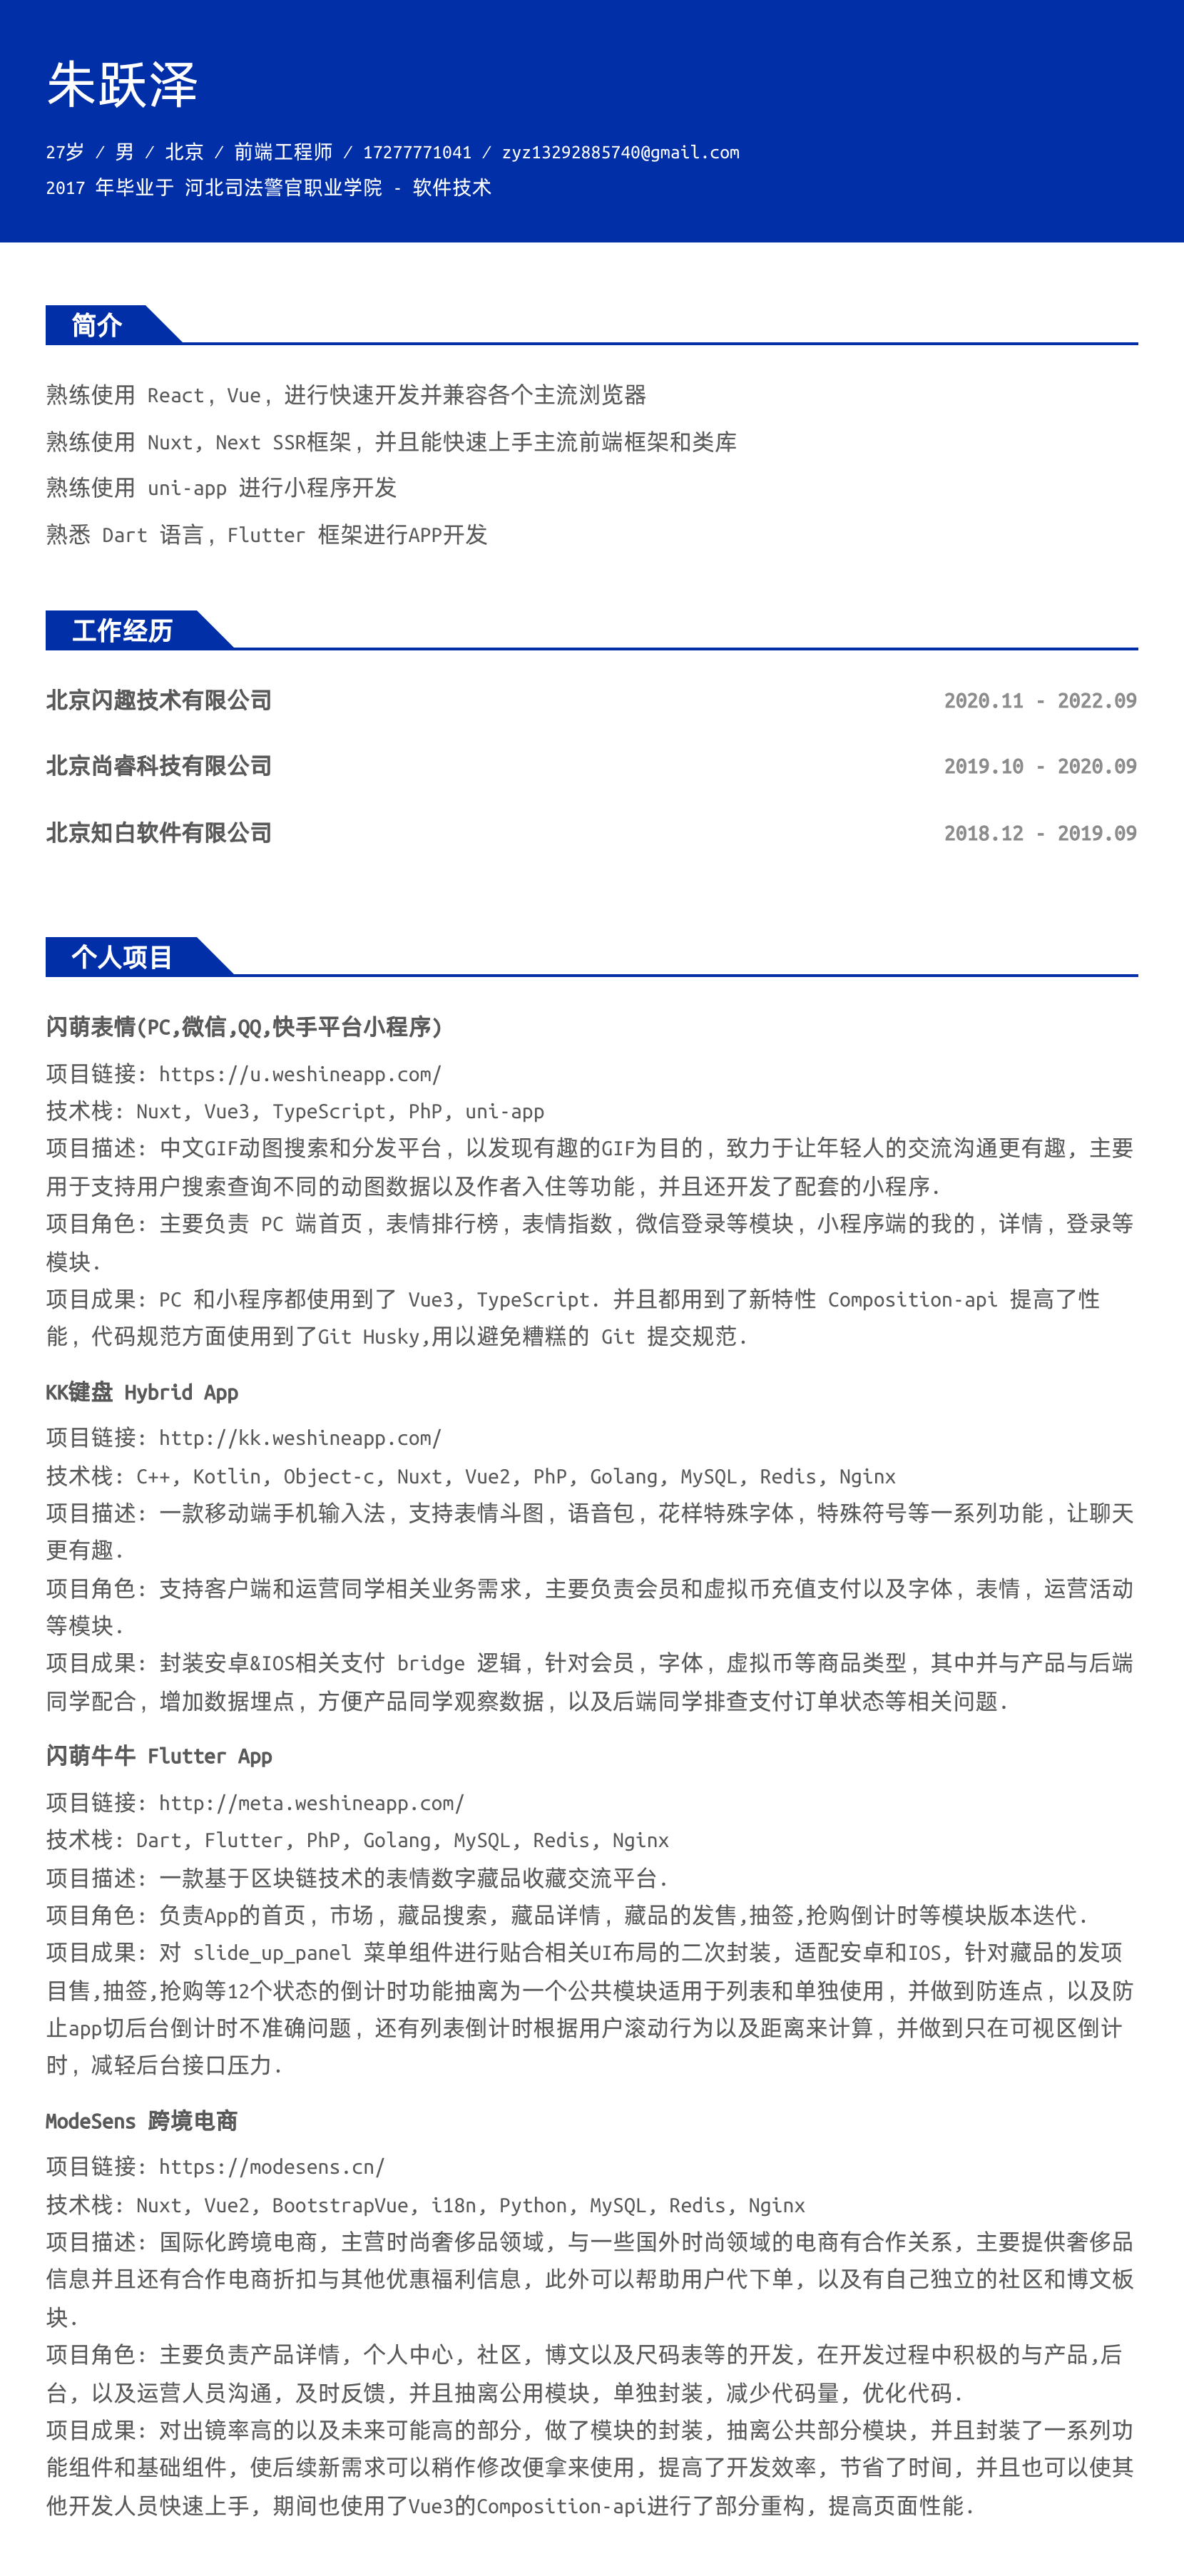 朱跃泽
27岁 / 男 / 北京 / 前端工程师 / 17277771041 / zyz13292885740@gmail.com
2017 年毕业于 河北司法警官职业学院 - 软件技术
简介
熟练使用 React, Vue, 进行快速开发并兼容各个主流浏览器
熟练使用 Nuxt, Next SSR框架, 并且能快速上手主流前端框架和类库
熟练使用 uni-app 进行小程序开发
熟悉 Dart 语言, Flutter 框架进行APP开发
工作经历
北京闪趣技术有限公司 2020.11 - 2022.09
北京尚睿科技有限公司 2019.10 - 2020.09
北京知白软件有限公司 2018.12 - 2019.09
个人项目
闪萌表情(PC,微信,QQ,快手平台小程序)
项目链接: https://u.weshineapp.com/
技术栈: Nuxt, Vue3, TypeScript, PhP, uni-app
项目描述: 中文GIF动图搜索和分发平台, 以发现有趣的GIF为目的, 致力于让年轻人的交流沟通更有趣, 主要
用于支持用户搜索查询不同的动图数据以及作者入住等功能, 并且还开发了配套的小程序.
项目角色: 主要负责 PC 端首页, 表情排行榜, 表情指数, 微信登录等模块, 小程序端的我的, 详情, 登录等
模块.
项目成果: PC 和小程序都使用到了 Vue3, TypeScript. 并且都用到了新特性 Composition-api 提高了性
能, 代码规范方面使用到了Git Husky,用以避免糟糕的 Git 提交规范.
KK键盘 Hybrid App
项目链接: http://kk.weshineapp.com/
技术栈: C++, Kotlin, Object-c, Nuxt, Vue2, PhP, Golang, MySQL, Redis, Nginx
项目描述: 一款移动端手机输入法, 支持表情斗图, 语音包, 花样特殊字体, 特殊符号等一系列功能, 让聊天
更有趣.
项目角色: 支持客户端和运营同学相关业务需求, 主要负责会员和虚拟币充值支付以及字体, 表情, 运营活动
等模块.
项目成果: 封装安卓&IOS相关支付 bridge 逻辑, 针对会员, 字体, 虚拟币等商品类型, 其中并与产品与后端
同学配合, 增加数据埋点, 方便产品同学观察数据, 以及后端同学排查支付订单状态等相关问题.
闪萌牛牛 Flutter App
项目链接: http://meta.weshineapp.com/
技术栈: Dart, Flutter, PhP, Golang, MySQL, Redis, Nginx
项目描述: 一款基于区块链技术的表情数字藏品收藏交流平台.
项目角色: 负责App的首页, 市场, 藏品搜索, 藏品详情, 藏品的发售,抽签,抢购倒计时等模块版本迭代.
项目成果: 对 slide_up_panel 菜单组件进行贴合相关UI布局的二次封装, 适配安卓和IOS, 针对藏品的发项
目售,抽签,抢购等12个状态的倒计时功能抽离为一个公共模块适用于列表和单独使用, 并做到防连点, 以及防
止app切后台倒计时不准确问题, 还有列表倒计时根据用户滚动行为以及距离来计算, 并做到只在可视区倒计
时, 减轻后台接口压力.
ModeSens 跨境电商
项目链接: https://modesens.cn/
技术栈: Nuxt, Vue2, BootstrapVue, i18n, Python, MySQL, Redis, Nginx
项目描述: 国际化跨境电商, 主营时尚奢侈品领域, 与一些国外时尚领域的电商有合作关系, 主要提供奢侈品
信息并且还有合作电商折扣与其他优惠福利信息, 此外可以帮助用户代下单, 以及有自己独立的社区和博文板
块.
项目角色: 主要负责产品详情, 个人中心, 社区, 博文以及尺码表等的开发, 在开发过程中积极的与产品,后
台, 以及运营人员沟通, 及时反馈, 并且抽离公用模块, 单独封装, 减少代码量, 优化代码.
项目成果: 对出镜率高的以及未来可能高的部分, 做了模块的封装, 抽离公共部分模块, 并且封装了一系列功
能组件和基础组件, 使后续新需求可以稍作修改便拿来使用, 提高了开发效率, 节省了时间, 并且也可以使其
他开发人员快速上手, 期间也使用了Vue3的Composition-api进行了部分重构, 提高页面性能.